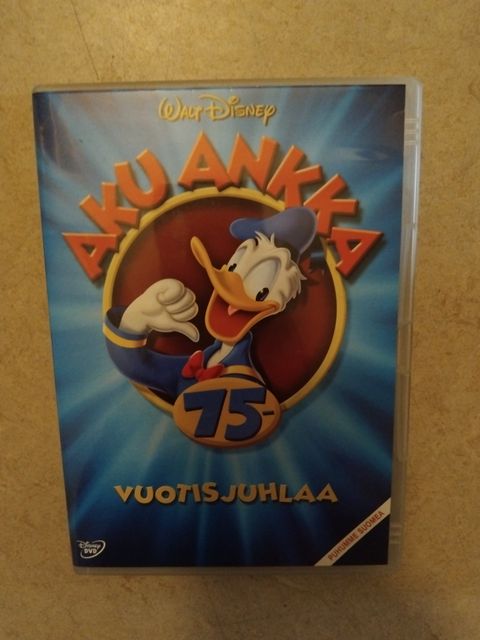 WALT DISNEY
AKU ANKKA
75-
VUOTISJUHLAA
PUHUMME SUOMEA
Disney
DVD